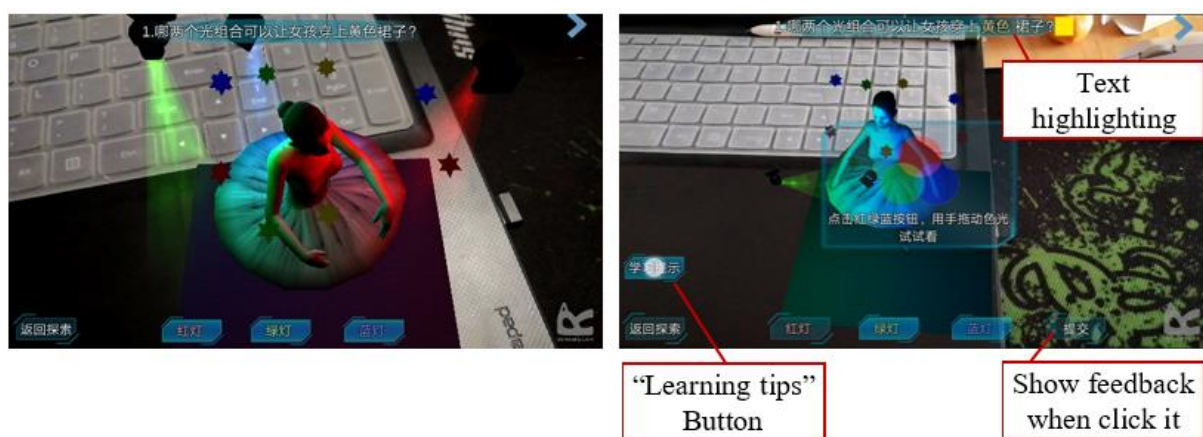 1.哪两个光组合可以让女孩穿上黄色裙子?
返回探索
红灯
绿灯
蓝灯
pedpad
1.哪两个光组合可以让女孩穿上 黄色 裙子?
Text
highlighting
点击红绿蓝按钮,用手拖动色光
试试看
学习提示
返回探索
红灯
绿灯
蓝灯
提交
“Learning tips”
Button
Show feedback
when click it